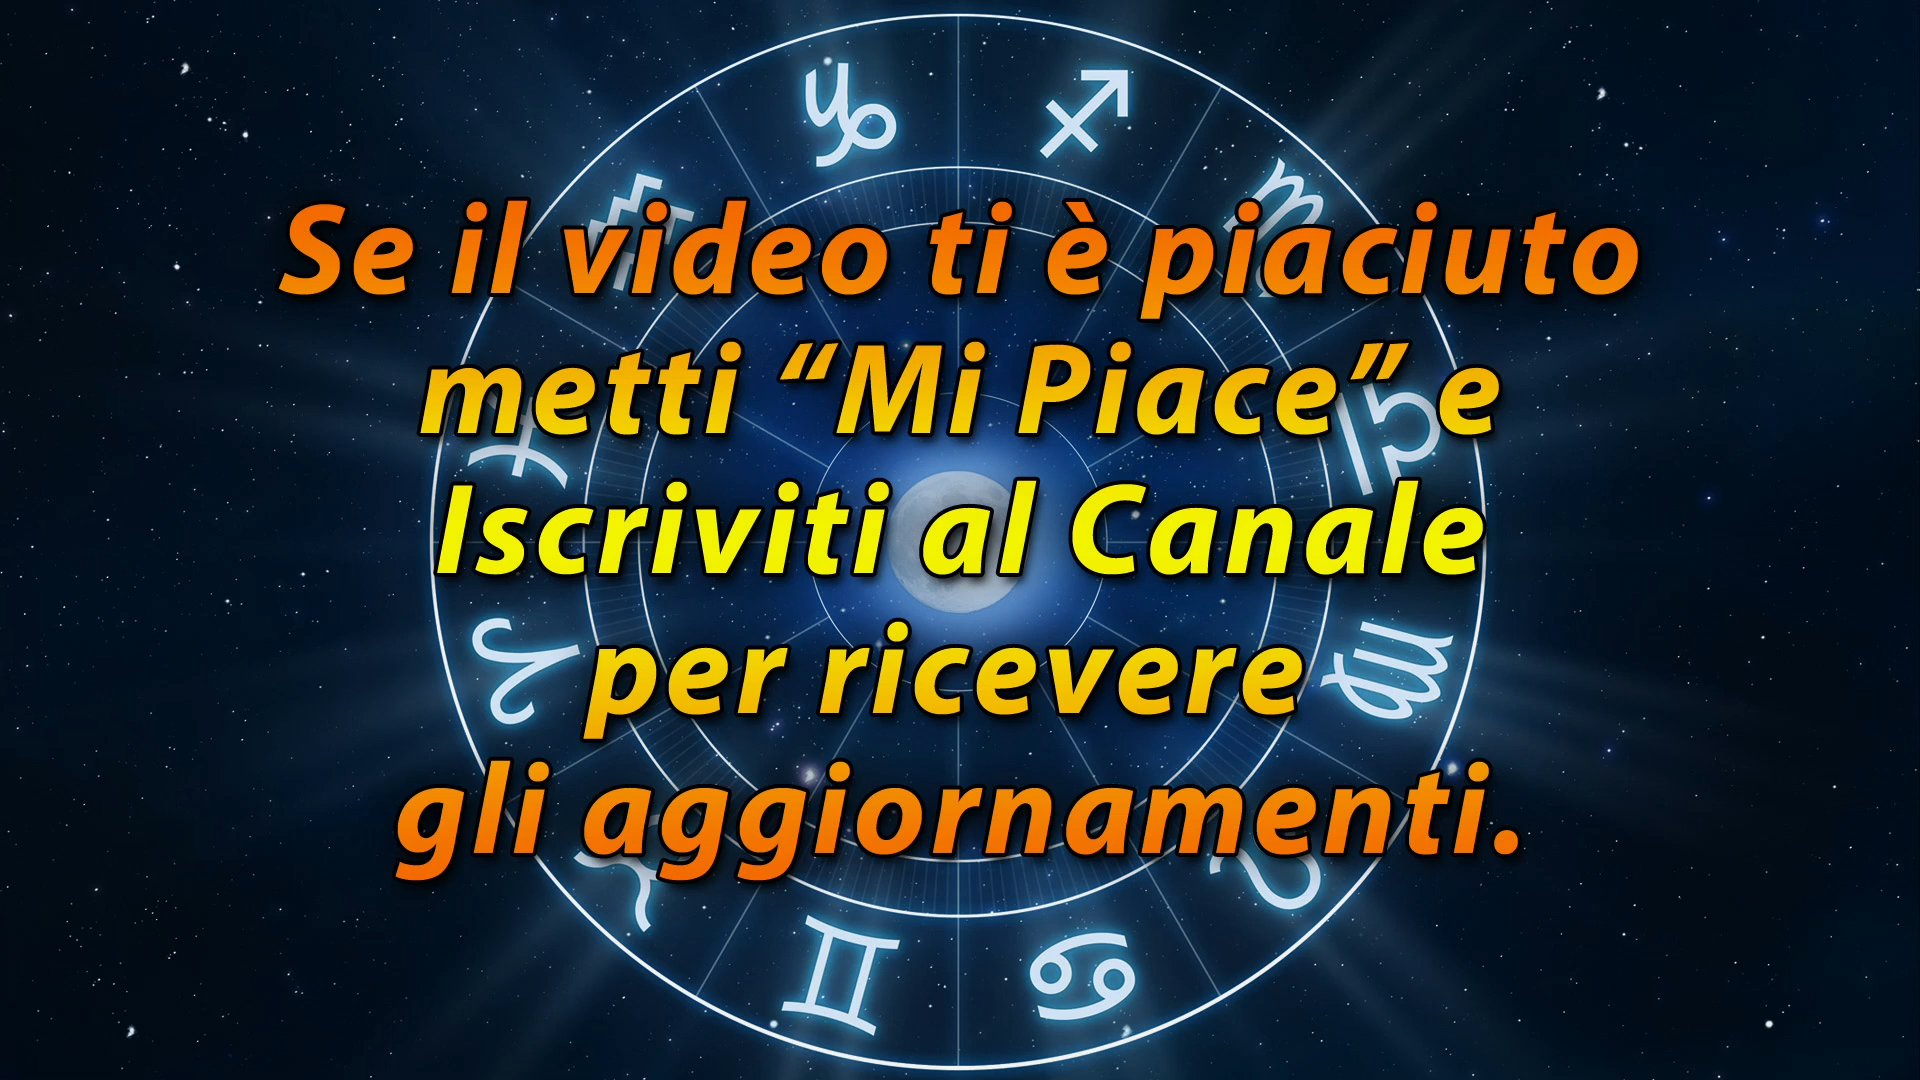 Se il video ti è piaciuto
metti “Mi Piace” e
Iscriviti al Canale
per ricevere
gli aggiornamenti.